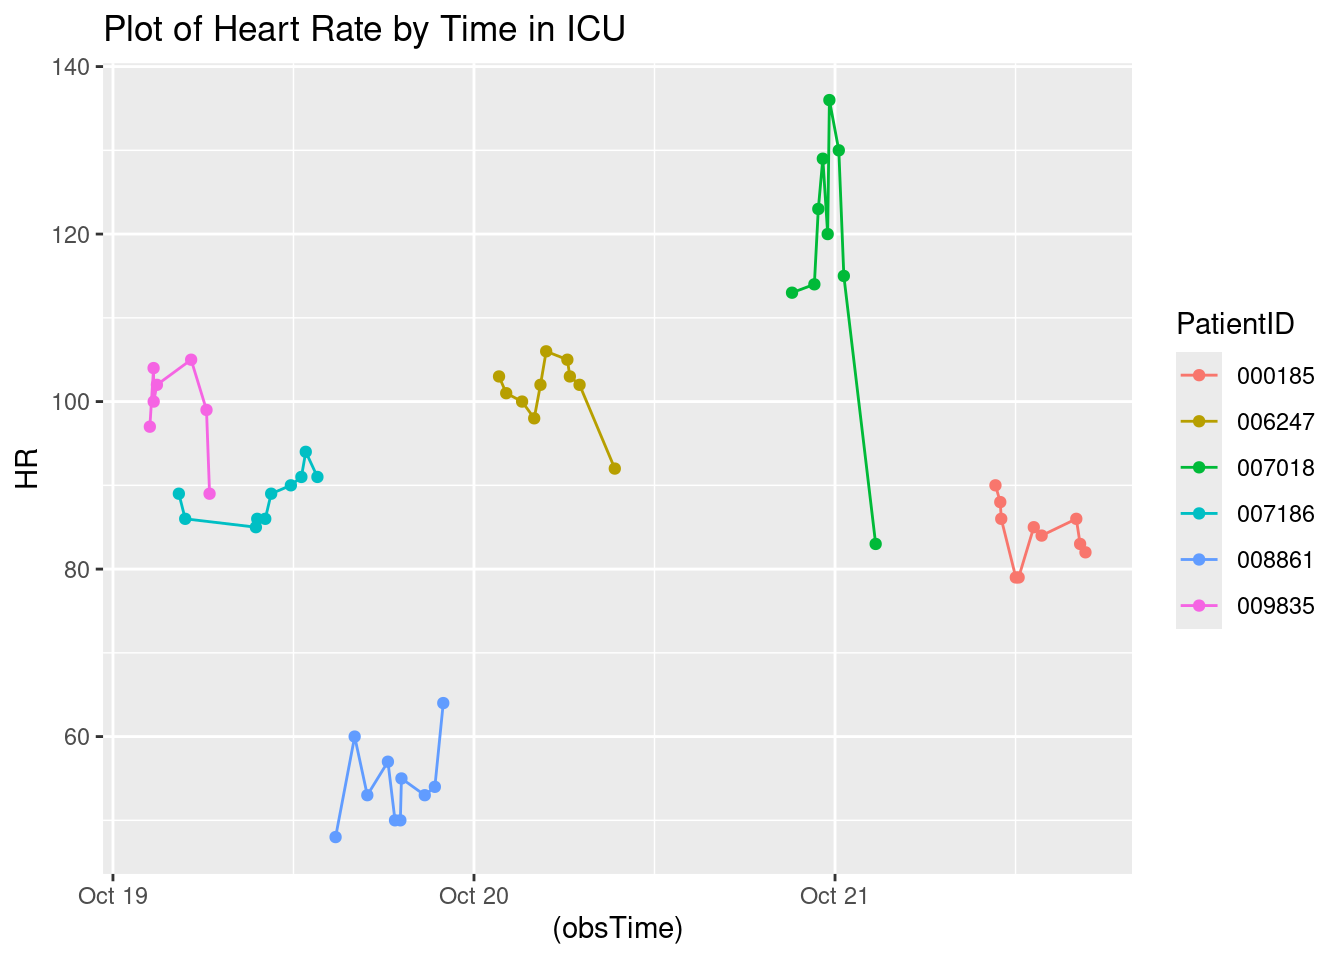 Plot of Heart Rate by Time in ICU
140
120
100
80
60
HR
Oct 19
Oct 20
Oct 21
(obsTime)
PatientID
000185
006247
007018
007186
008861
009835